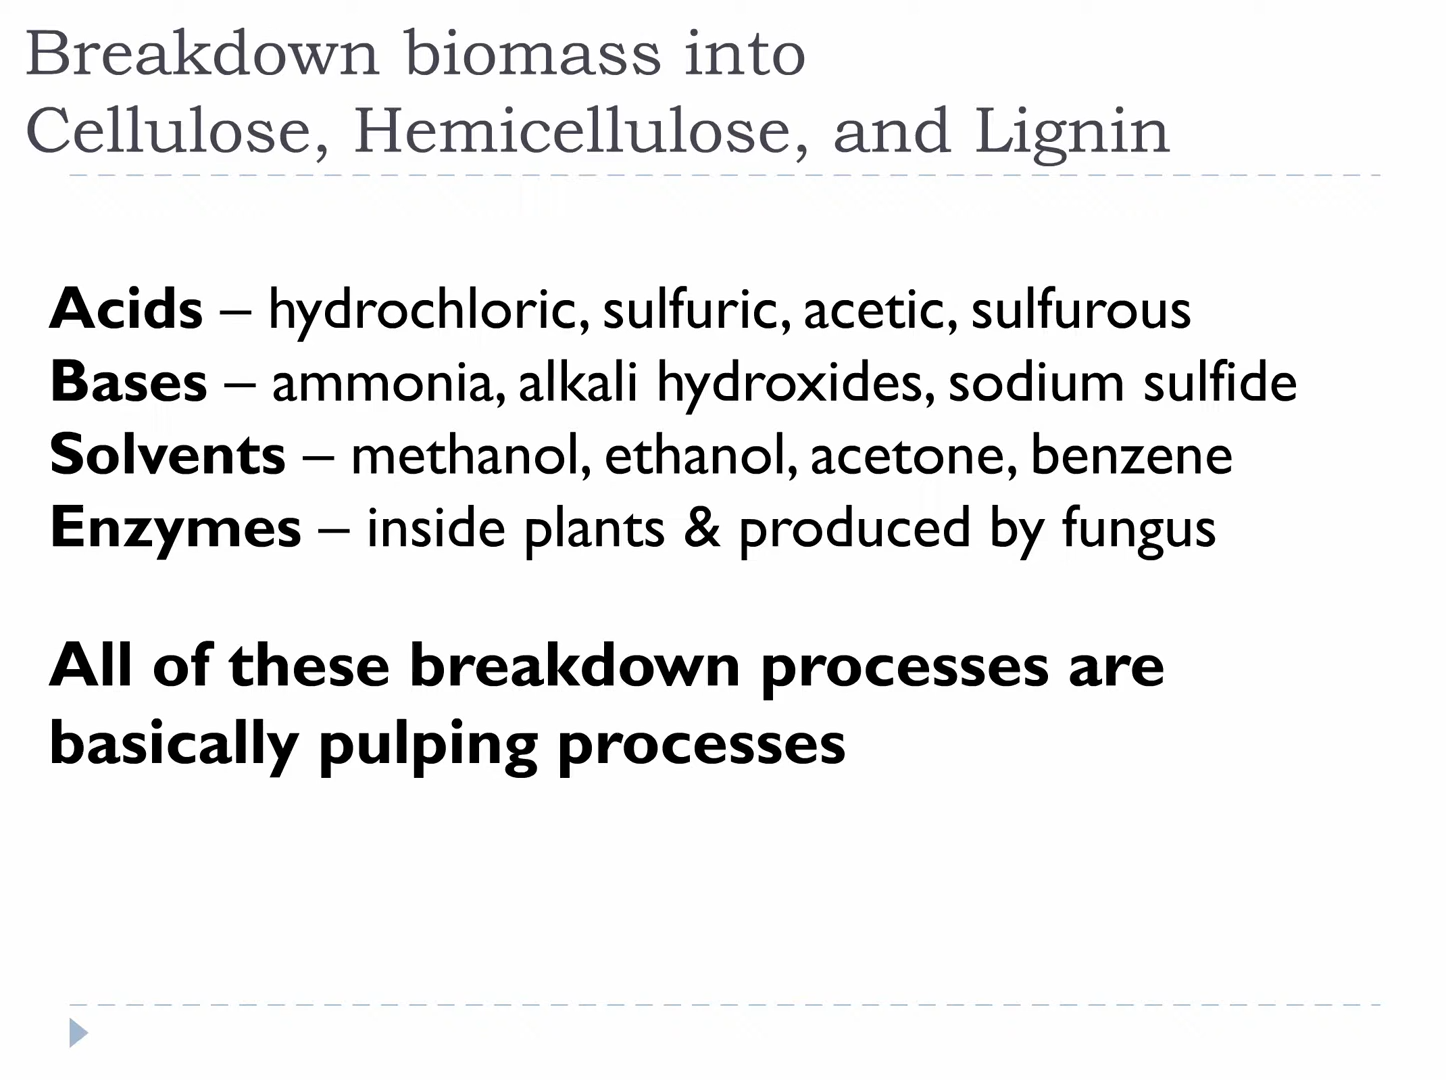 Breakdown biomass into
Cellulose, Hemicellulose, and Lignin
Acids – hydrochloric, sulfuric, acetic, sulfurous
Bases – ammonia, alkali hydroxides, sodium sulfide
Solvents – methanol, ethanol, acetone, benzene
Enzymes – inside plants & produced by fungus
All of these breakdown processes are
basically pulping processes